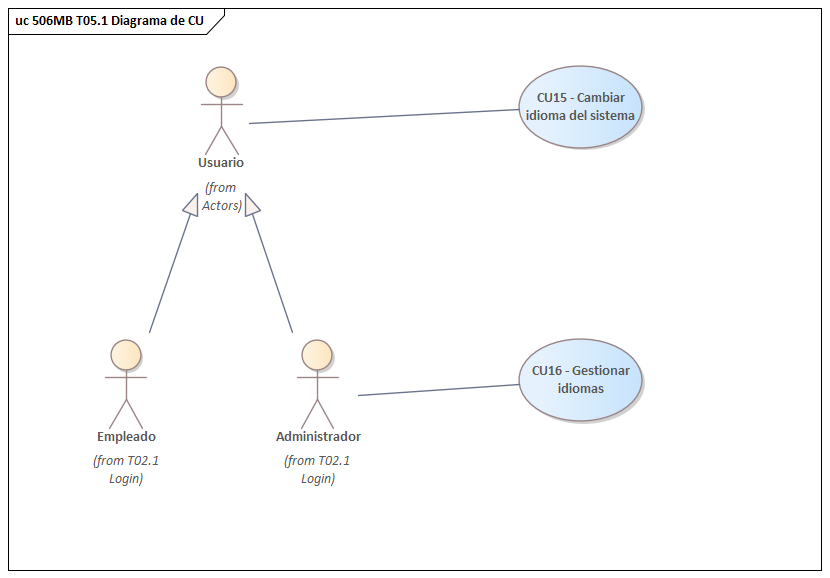 uc 506MB T05.1 Diagrama de CU
CU15 - Cambiar
idioma del sistema
Usuario
(from
Actors)
CU16 - Gestionar
idiomas
Empleado
(from T02.1
Login)
Administrador
(from T02.1
Login)